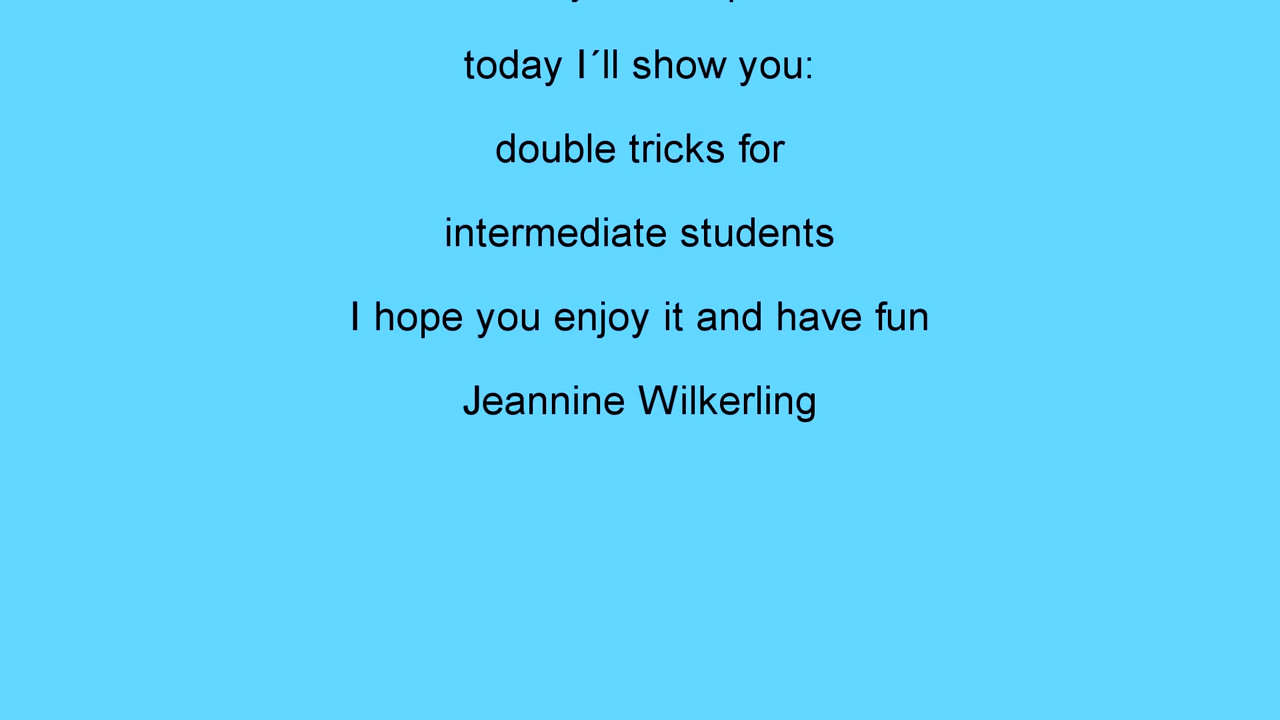 today I´ll show you:
double tricks for
intermediate students
I hope you enjoy it and have fun
Jeannine Wilkerling